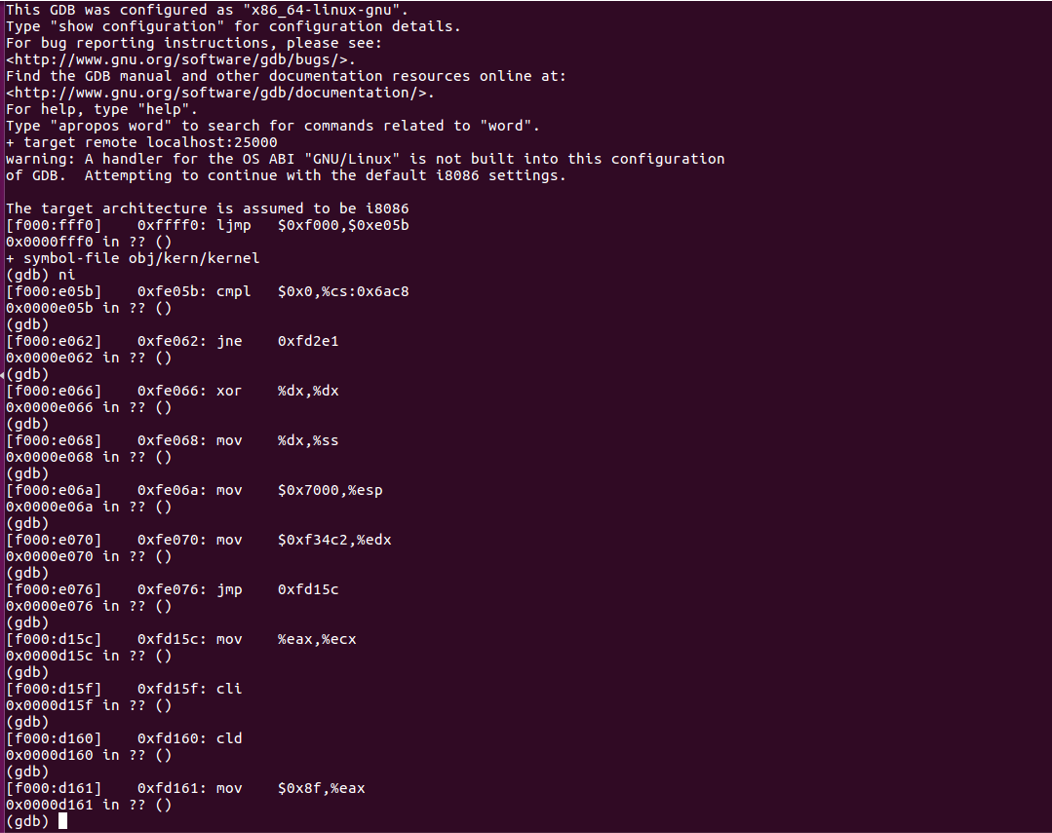 This GDB was configured as "x86_64-linux-gnu".
Type "show configuration" for configuration details.
For bug reporting instructions, please see:
<http://www.gnu.org/software/gdb/bugs/>.
Find the GDB manual and other documentation resources online at:
<http://www.gnu.org/software/gdb/documentation/>.
For help, type "help".
Type "apropos word" to search for commands related to "word".
+ target remote localhost:25000
warning: A handler for the OS ABI "GNU/Linux" is not built into this configuration
of GDB.  Attempting to continue with the default i8086 settings.

The target architecture is assumed to be i8086
[f000:fff0]    0xffff0: ljmp   $0xf000,$0xe05b
0x0000fff0 in ?? ()
+ symbol-file obj/kern/kernel
(gdb) ni
[f000:e05b]    0xfe05b: cmpl   $0x0,%cs:0x6ac8
0x0000e05b in ?? ()
(gdb)
[f000:e062]    0xfe062: jne    0xfd2e1
0x0000e062 in ?? ()
(gdb)
[f000:e066]    0xfe066: xor    %dx,%dx
0x0000e066 in ?? ()
(gdb)
[f000:e068]    0xfe068: mov    %dx,%ss
0x0000e068 in ?? ()
(gdb)
[f000:e06a]    0xfe06a: mov    $0x7000,%esp
0x0000e06a in ?? ()
(gdb)
[f000:e070]    0xfe070: mov    $0xf34c2,%edx
0x0000e070 in ?? ()
(gdb)
[f000:e076]    0xfe076: jmp    0xfd15c
0x0000e076 in ?? ()
(gdb)
[f000:d15c]    0xfd15c: mov    %eax,%ecx
0x0000d15c in ?? ()
(gdb)
[f000:d15f]    0xfd15f: cli
0x0000d15f in ?? ()
(gdb)
[f000:d160]    0xfd160: cld
0x0000d160 in ?? ()
(gdb)
[f000:d161]    0xfd161: mov    $0x8f,%eax
0x0000d161 in ?? ()
(gdb)